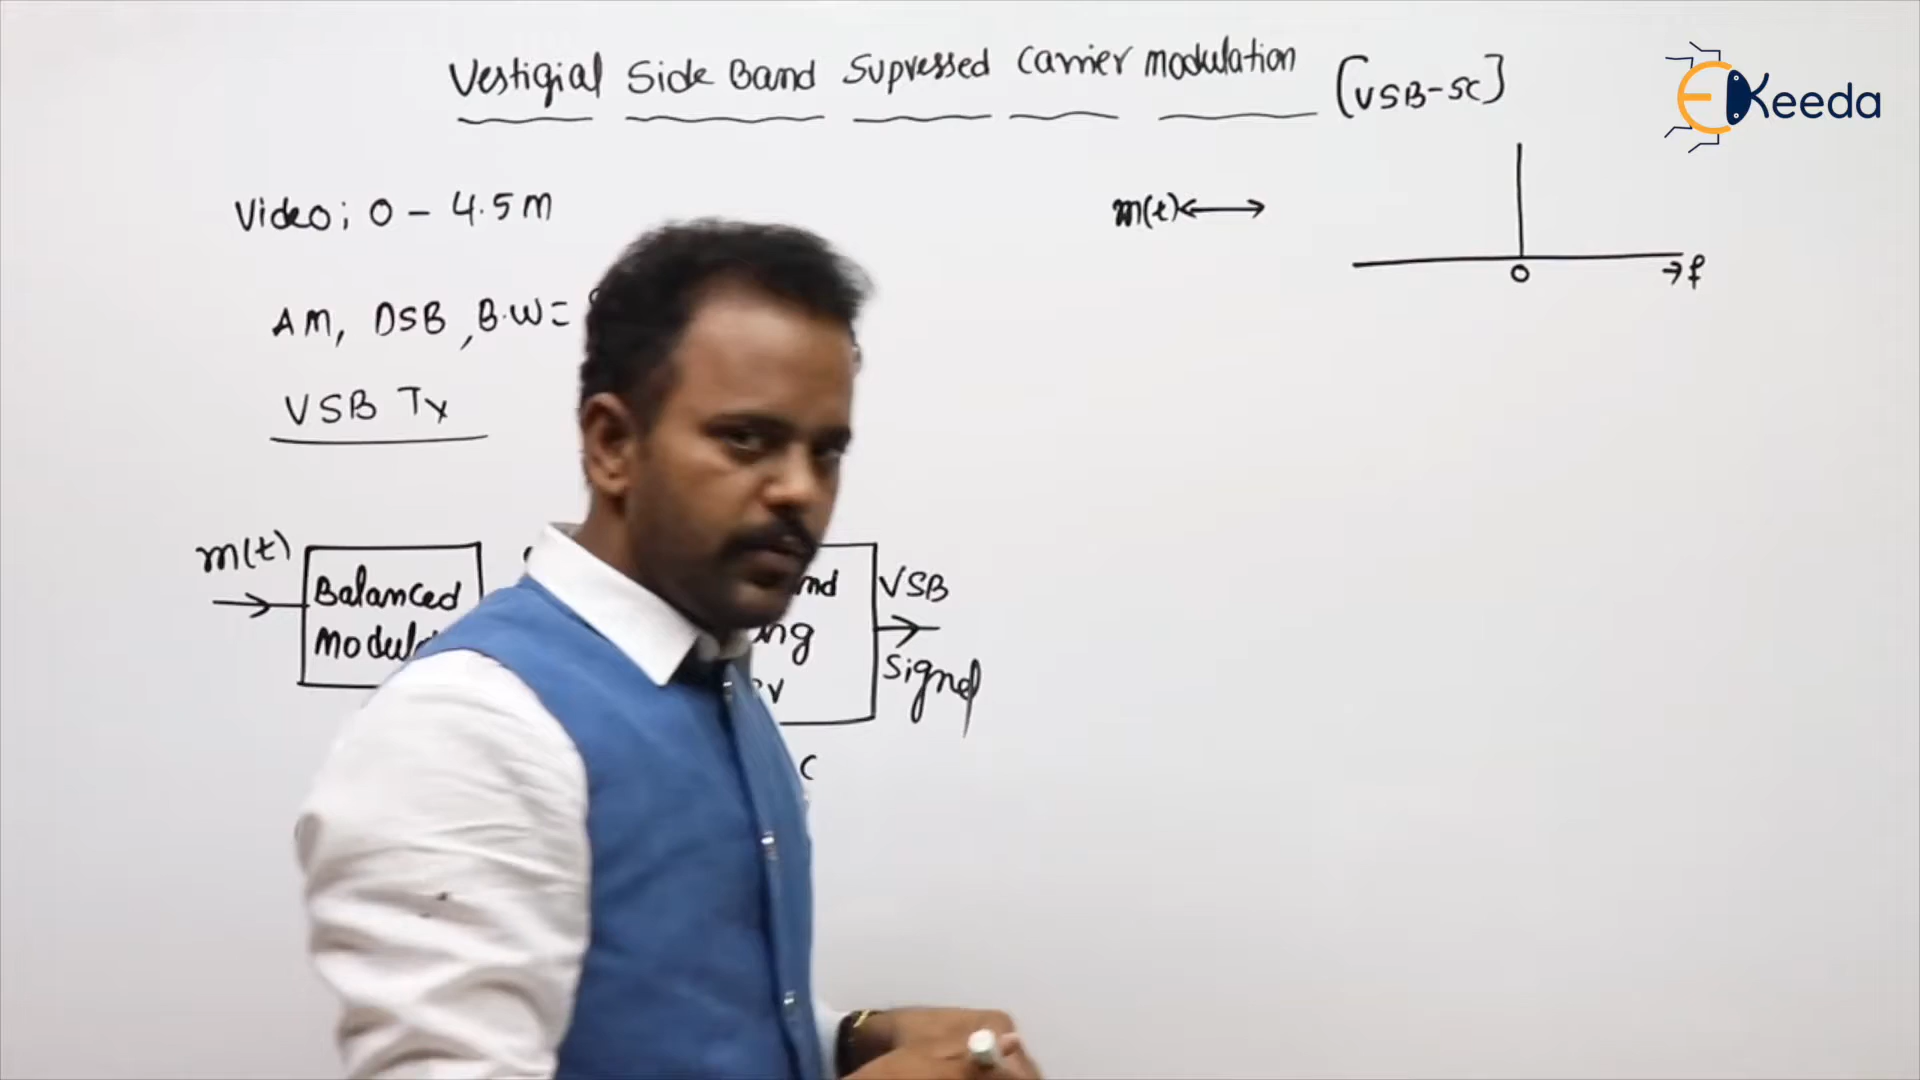 Vestigial Side Band Supressed Carrier modulation [VSB-SC]
EKeeda
Video; 0 - 4.5 M
m(t)
0
→ f
AM, DSB, B.W =
VSB Tx
m(t)
Balanced
VSB
Signal